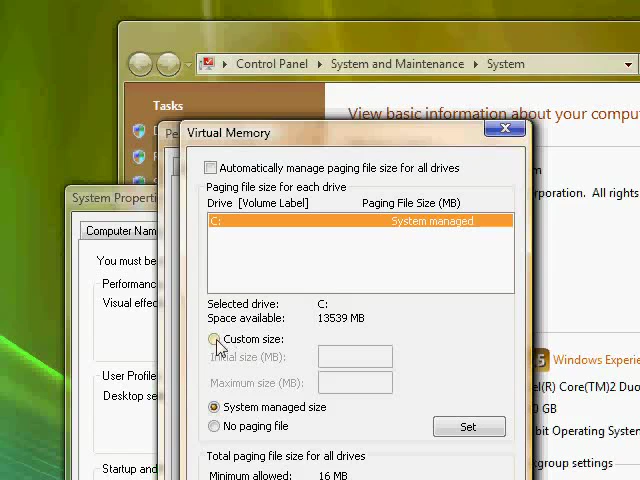 Control Panel System and Maintenance System
Tasks
View basic information about your compu
Virtual Memory
Automatically manage paging file size for all drives
Paging file size for each drive
Drive [Volume Label] Paging File Size (MB)
C: System managed
Selected drive: C:
Space available: 13539 MB
Custom size:
Initial size (MB):
Maximum size (MB):
System managed size
No paging file
Set
Total paging file size for all drives
Minimum allowed: 16 MB
System Properti
Computer Nam
You must be
Performanc
Visual effec
User Profile
Desktop se
Startup and
rporation. All rights
Windows Experie
el(R) Core(TM)2 Duo
GB
bit Operating System
tgroup settings